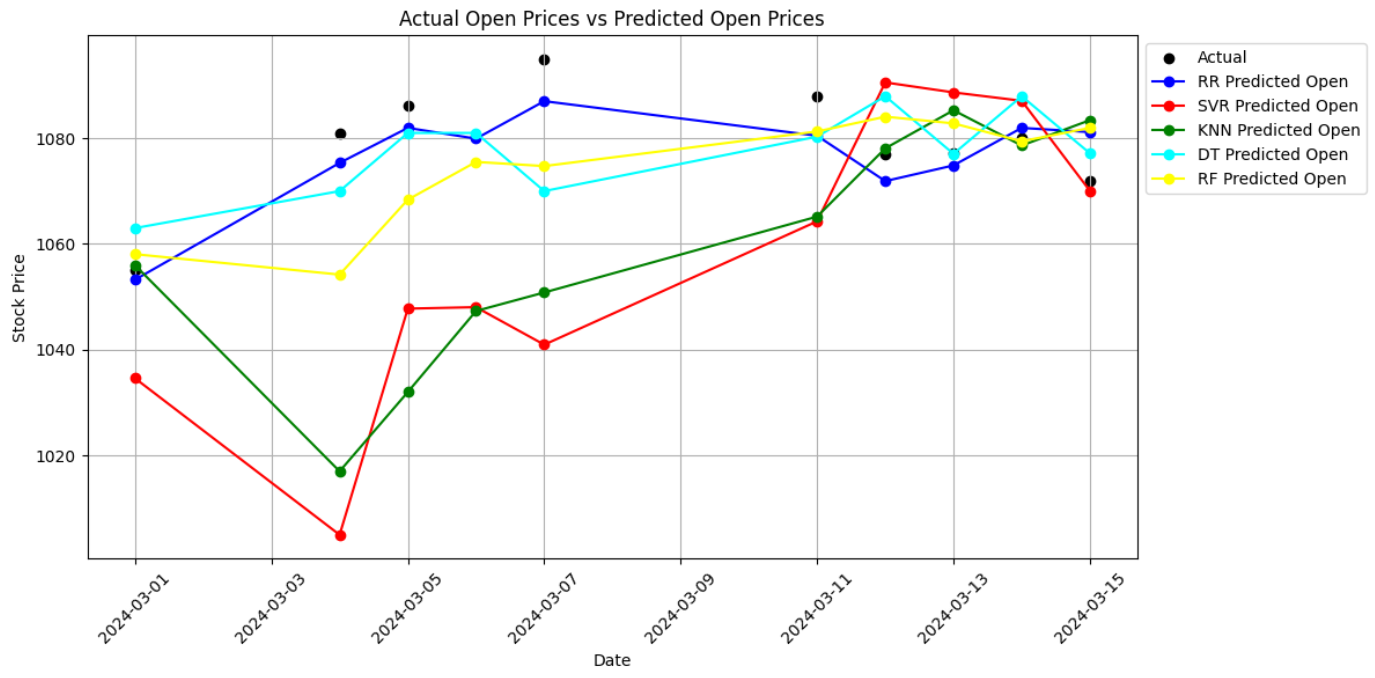 Actual Open Prices vs Predicted Open Prices
Actual
RR Predicted Open
SVR Predicted Open
KNN Predicted Open
DT Predicted Open
RF Predicted Open
Stock Price
1080
1060
1040
1020
2024-03-01
2024-03-03
2024-03-05
2024-03-07
2024-03-09
2024-03-11
2024-03-13
2024-03-15
Date